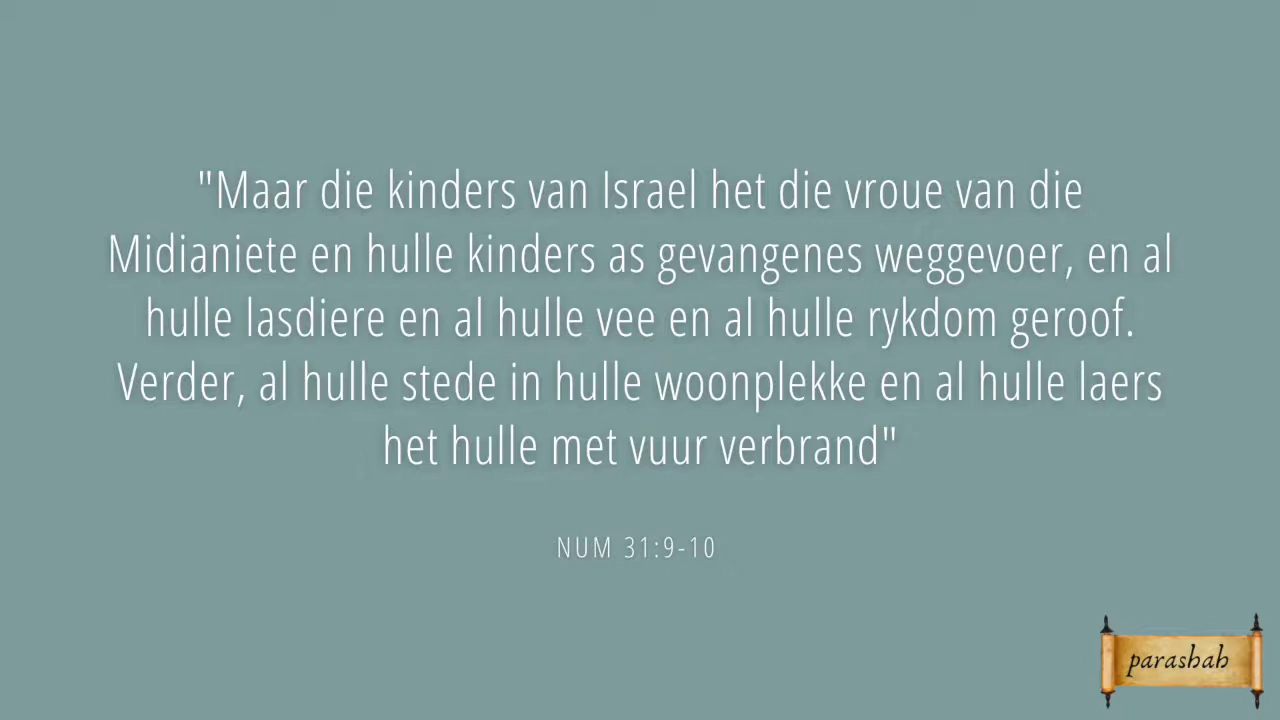 "Maar die kinders van Israel het die vroue van die
Midianiete en hulle kinders as gevangenes weggevoer, en al
hulle lasdiere en al hulle vee en al hulle rykdom geroof.
Verder, al hulle stede in hulle woonplekke en al hulle laers
het hulle met vuur verbrand"
NUM 31:9-10
parashah